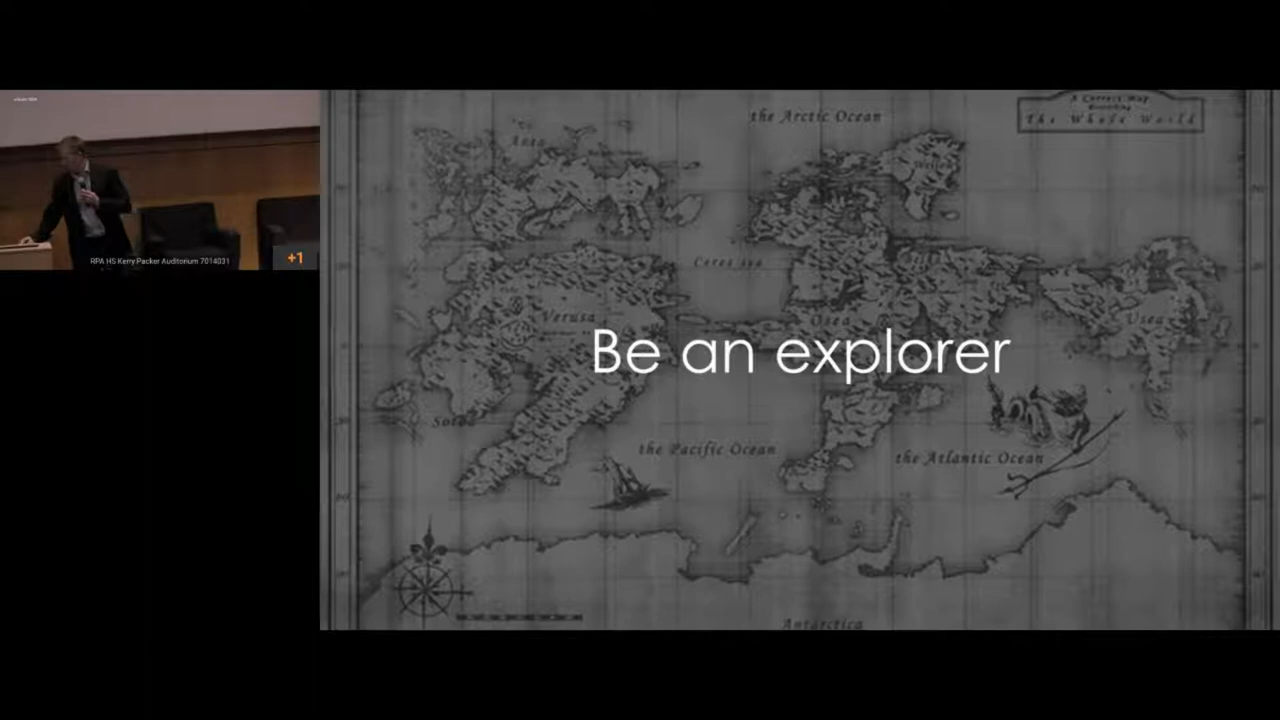 RPA HS Kerry Packer Auditorium 7014031
+1
the Arctic Ocean
A Correct Map
The Whole World
Ceres sea
Verusa
Osea
Usea
Be an explorer
the Pacific Ocean
the Atlantic Ocean
Antarctica